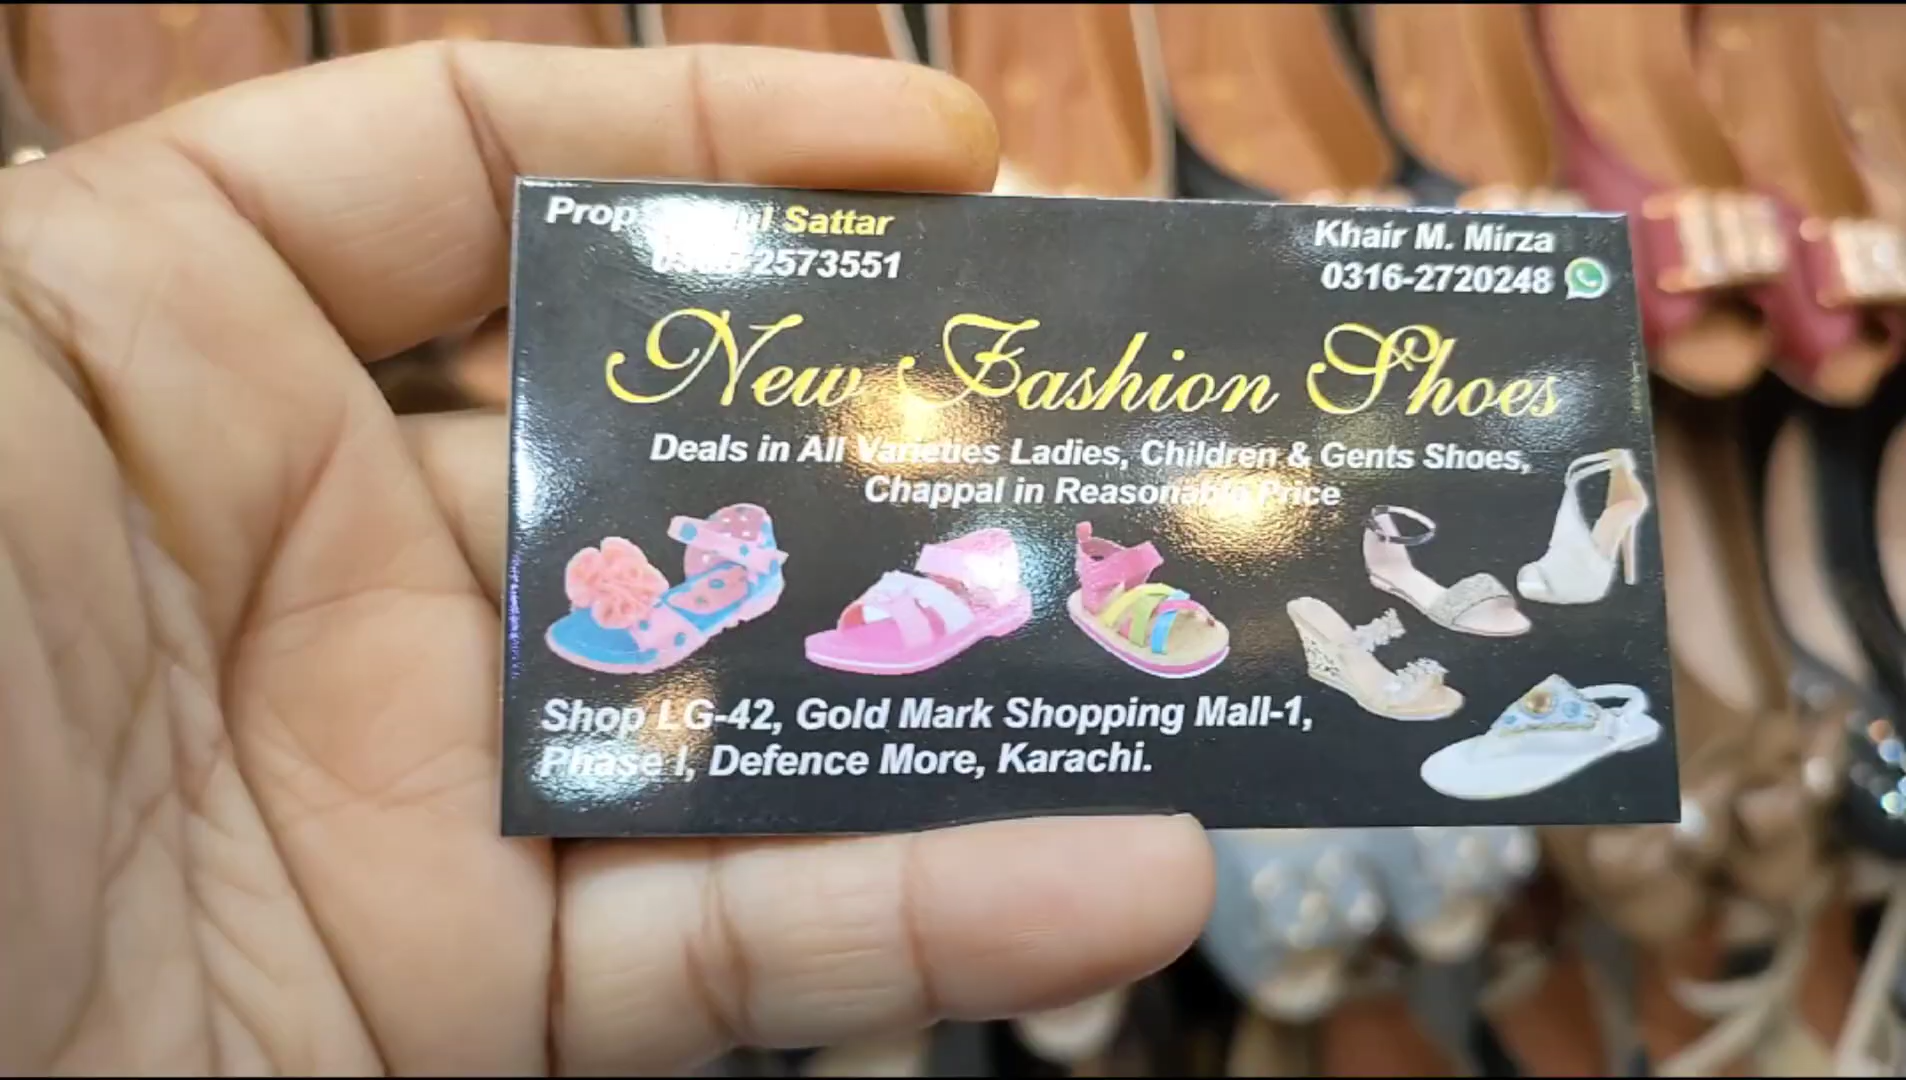 Prop Sattar
2573551
Khair M. Mirza
0316-2720248
New Fashion Shoes
Deals in All Varieties Ladies, Children & Gents Shoes,
Chappal in Reasonable Price
Shop LG-42, Gold Mark Shopping Mall-1,
Phase I, Defence More, Karachi.